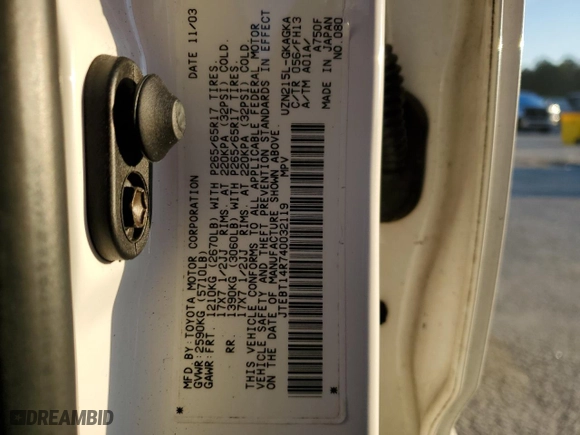 MFD.BY:TOYOTA MOTOR CORPORATION DATE 11/03
GVWR:2590KG (5710LB)
GAWR:FRT. 1210KG (2670LB) WITH P265/65R17 TIRES,
17X7 1/2JJ RIMS, AT 220KPA (32PSI) COLD.
RR. 1390KG (3060LB) WITH P265/65R17 TIRES,
17X7 1/2JJ RIMS, AT 220KPA (32PSI) COLD.
THIS VEHICLE CONFORMS TO ALL APPLICABLE FEDERAL MOTOR
VEHICLE SAFETY AND THEFT PREVENTION STANDARDS IN EFFECT
ON THE DATE OF MANUFACTURE SHOWN ABOVE.
JTEBT14R740032119 MPV
UZN215L-GKAGKA
C/TR 056/FH13
A/TM A01A/
A750F
MADE IN JAPAN
NO.080
DREAMBID